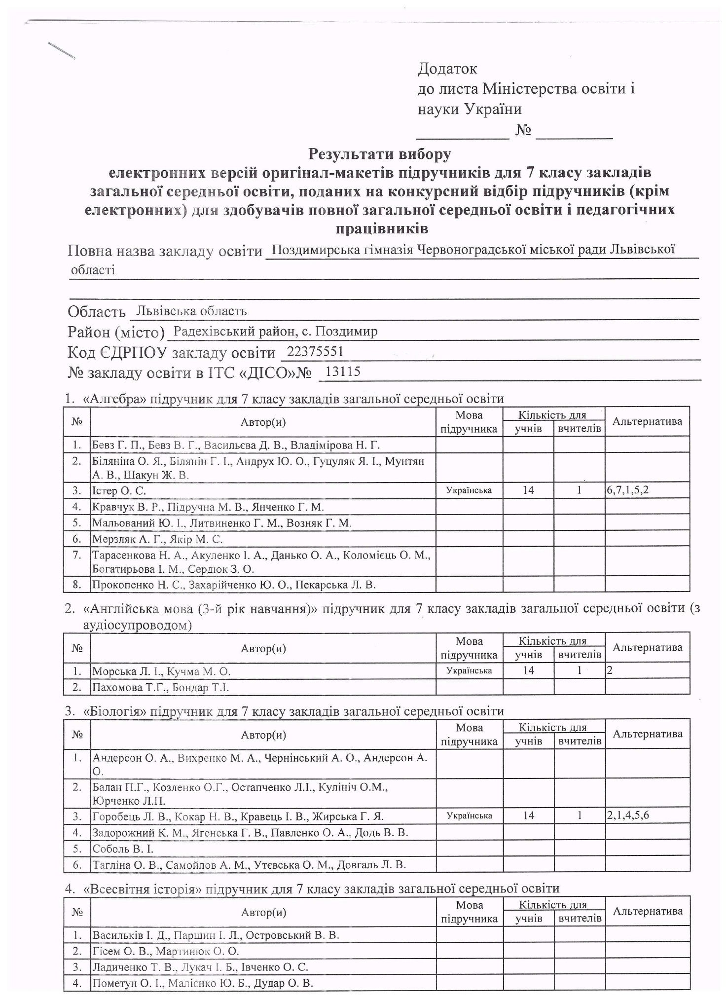 Додаток
до листа Міністерства освіти і
науки України
____________ № __________
Результати вибору
електронних версій оригінал-макетів підручників для 7 класу закладів
загальної середньої освіти, поданих на конкурсний відбір підручників (крім
електронних) для здобувачів повної загальної середньої освіти і педагогічних
працівників
Повна назва закладу освіти Поздимирська гімназія Червоноградської міської ради Львівської
області
Область Львівська область
Район (місто) Радехівський район, с. Поздимир
Код ЄДРПОУ закладу освіти 22375551
№ закладу освіти в ІТС «ДІСО»№ 13115
1. «Алгебра» підручник для 7 класу закладів загальної середньої освіти
№ Автор(и) Мова підручника Кількість для учнів вчителів Альтернатива
1. Бевз Г. П., Бевз В. Г., Васильєва Д. В., Владімірова Н. Г.
2. Біляніна О. Я., Білянін Г. І., Андрух Ю. О., Гуцуляк Я. І., Мунтян
А. В., Шакун Ж. В.
3. Істер О. С. Українська 14 1 6,7,1,5,2
4. Кравчук В. Р., Підручна М. В., Янченко Г. М.
5. Мальований Ю. І., Литвиненко Г. М., Возняк Г. М.
6. Мерзляк А. Г., Якір М. С.
7. Тарасенкова Н. А., Акуленко І. А., Данько О. А., Коломієць О. М.,
Богатирьова І. М., Сердюк З. О.
8. Прокопенко Н. С., Захарійченко Ю. О., Пекарська Л. В.
2. «Англійська мова (3-й рік навчання)» підручник для 7 класу закладів загальної середньої освіти (з
аудіосупроводом)
№ Автор(и) Мова підручника Кількість для учнів вчителів Альтернатива
1. Морська Л. І., Кучма М. О. Українська 14 1 2
2. Пахомова Т.Г., Бондар Т.І.
3. «Біологія» підручник для 7 класу закладів загальної середньої освіти
№ Автор(и) Мова підручника Кількість для учнів вчителів Альтернатива
1. Андерсон О. А., Вихренко М. А., Чернінський А. О., Андерсон А.
О.
2. Балан П.Г., Козленко О.Г., Остапченко Л.І., Кулініч О.М.,
Юрченко Л.П.
3. Горобець Л. В., Кокар Н. В., Кравець І. В., Жирська Г. Я. Українська 14 1 2,1,4,5,6
4. Задорожний К. М., Ягенська Г. В., Павленко О. А., Додь В. В.
5. Соболь В. І.
6. Тагліна О. В., Самойлов А. М., Утєвська О. М., Довгаль Л. В.
4. «Всесвітня історія» підручник для 7 класу закладів загальної середньої освіти
№ Автор(и) Мова підручника Кількість для учнів вчителів Альтернатива
1. Васильків І. Д., Паршин І. Л., Островський В. В.
2. Гісем О. В., Мартинюк О. О.
3. Ладиченко Т. В., Лукач І. Б., Івченко О. С.
4. Пометун О. І., Малієнко Ю. Б., Дудар О. В.